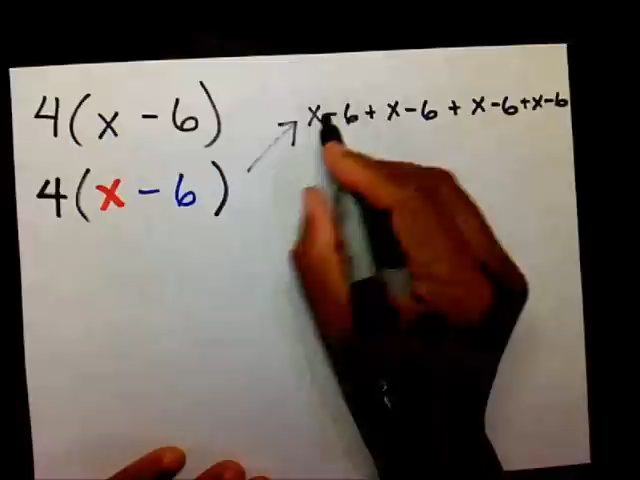 4(x - 6)
x - 6 + x - 6 + x - 6 + x - 6
4(x - 6)